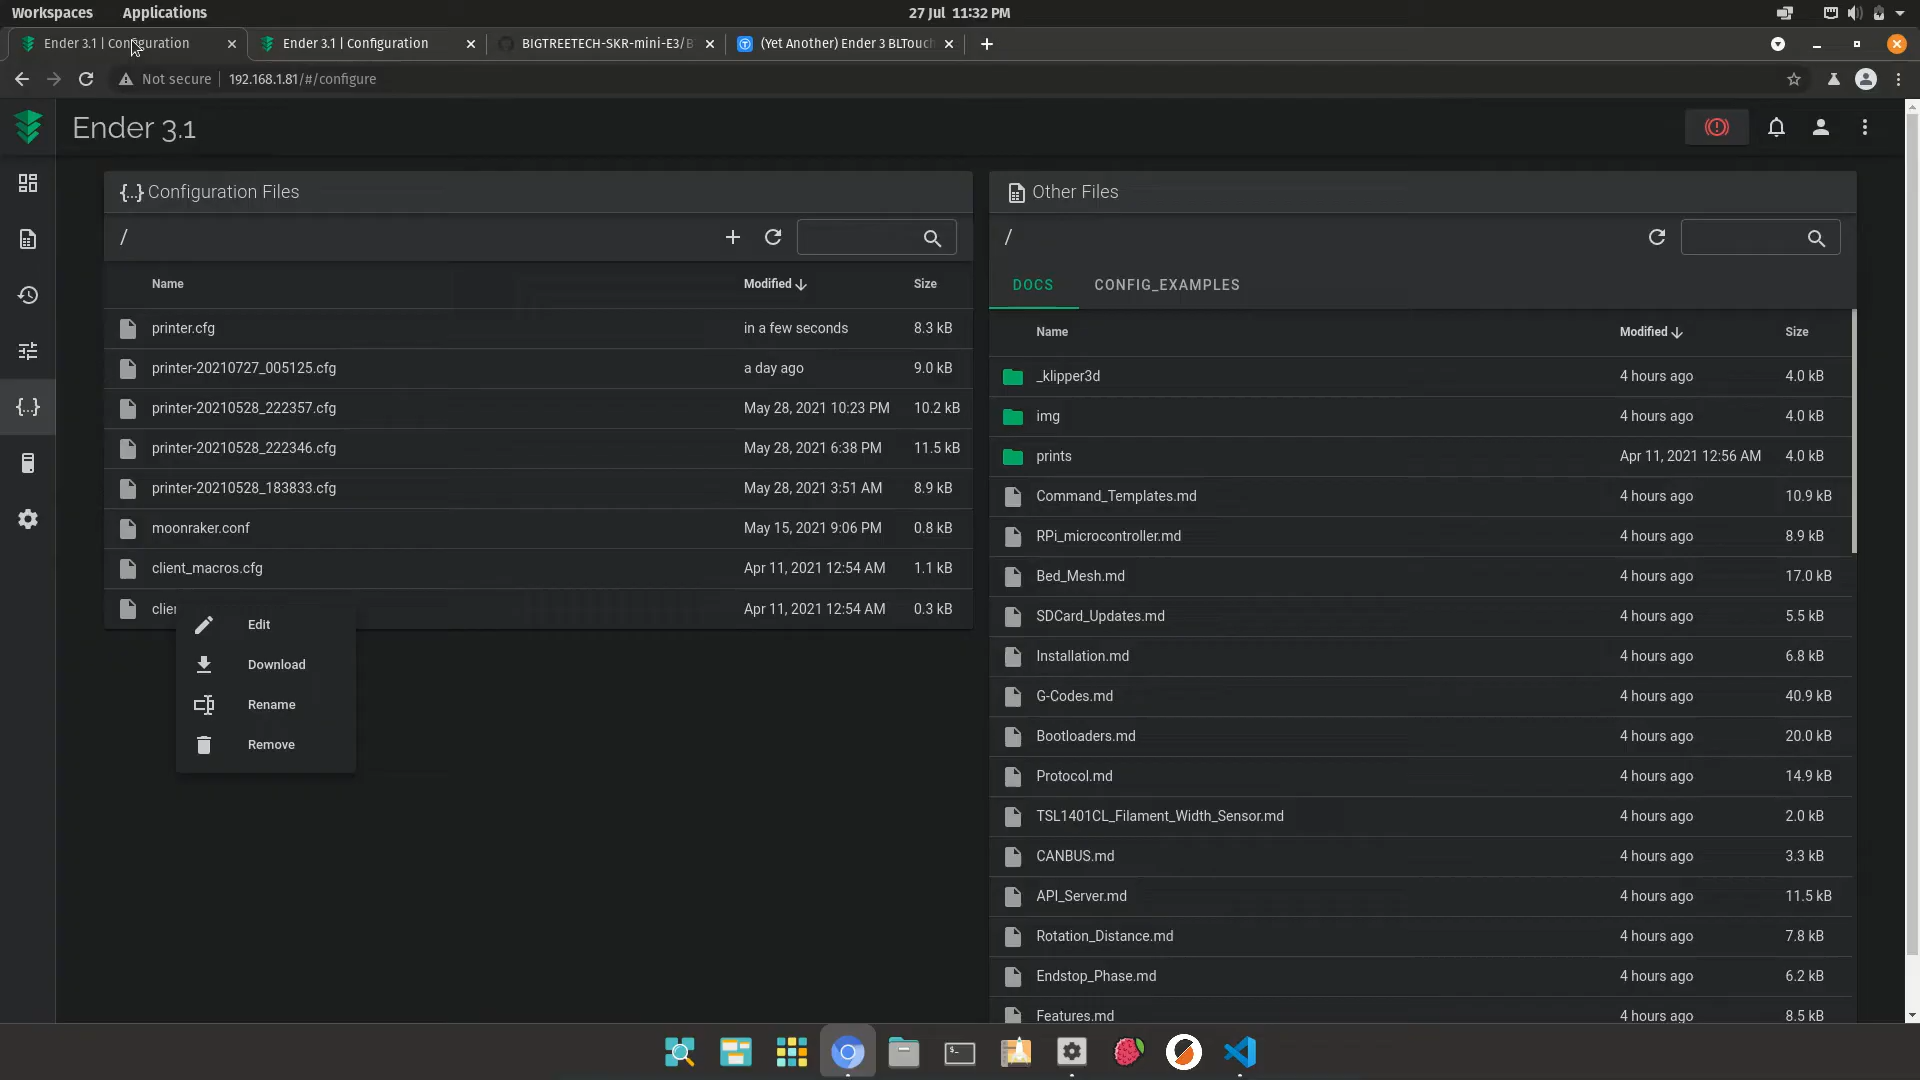 Workspaces Applications 27 Jul 11:32 PM
Ender 3.1 | Configuration Ender 3.1 | Configuration BIGTREETECH-SKR-mini-E3/B (Yet Another) Ender 3 BLTouch
Not secure 192.168.1.81/#/configure
Ender 3.1
{...} Configuration Files
/
Name Modified Size
printer.cfg in a few seconds 8.3 kB
printer-20210727_005125.cfg a day ago 9.0 kB
printer-20210528_222357.cfg May 28, 2021 10:23 PM 10.2 kB
printer-20210528_222346.cfg May 28, 2021 6:38 PM 11.5 kB
printer-20210528_183833.cfg May 28, 2021 3:51 AM 8.9 kB
moonraker.conf May 15, 2021 9:06 PM 0.8 kB
client_macros.cfg Apr 11, 2021 12:54 AM 1.1 kB
clien Apr 11, 2021 12:54 AM 0.3 kB
Edit
Download
Rename
Remove
Other Files
/
DOCS CONFIG_EXAMPLES
Name Modified Size
_klipper3d 4 hours ago 4.0 kB
img 4 hours ago 4.0 kB
prints Apr 11, 2021 12:56 AM 4.0 kB
Command_Templates.md 4 hours ago 10.9 kB
RPi_microcontroller.md 4 hours ago 8.9 kB
Bed_Mesh.md 4 hours ago 17.0 kB
SDCard_Updates.md 4 hours ago 5.5 kB
Installation.md 4 hours ago 6.8 kB
G-Codes.md 4 hours ago 40.9 kB
Bootloaders.md 4 hours ago 20.0 kB
Protocol.md 4 hours ago 14.9 kB
TSL1401CL_Filament_Width_Sensor.md 4 hours ago 2.0 kB
CANBUS.md 4 hours ago 3.3 kB
API_Server.md 4 hours ago 11.5 kB
Rotation_Distance.md 4 hours ago 7.8 kB
Endstop_Phase.md 4 hours ago 6.2 kB
Features.md 4 hours ago 8.5 kB